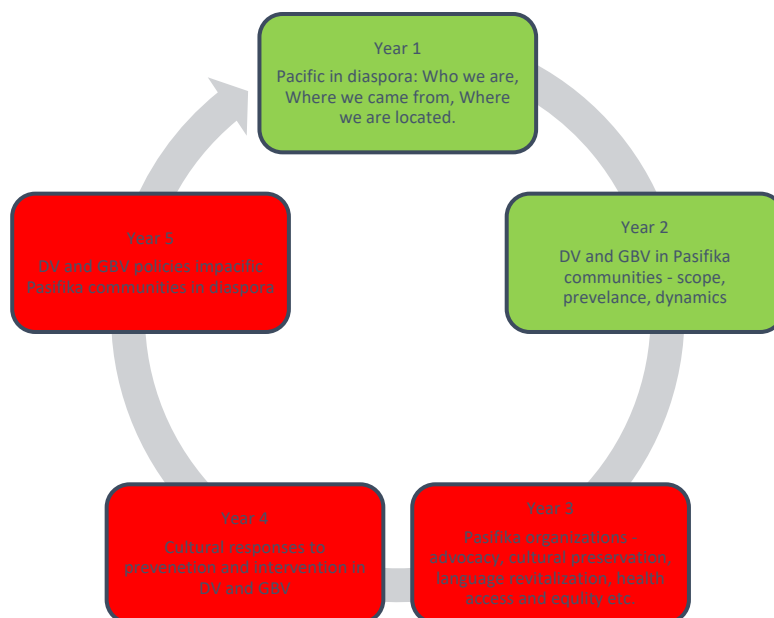 Year 1
Pacific in diaspora: Who we are,
Where we came from, Where
we are located.
Year 2
DV and GBV in Pasifika
communities - scope,
prevelance, dynamics
Year 3
Pasifika organizations -
advocacy, cultural preservation,
language revitalization, health
access and equlity etc.
Year 4
Cultural responses to
prevenetion and intervention in
DV and GBV
Year 5
DV and GBV policies impacific
Pasifika communities in diaspora